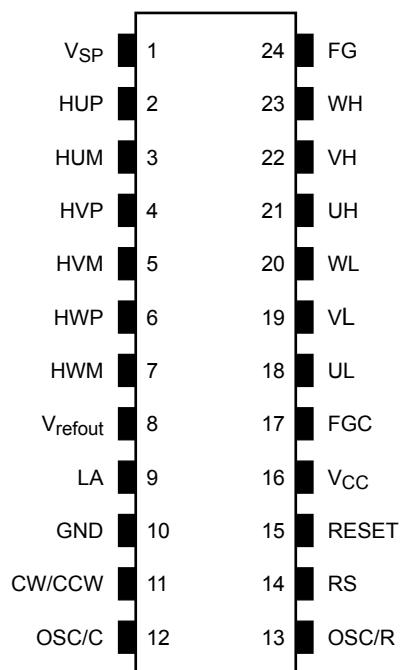 V_SP 1 24 FG
HUP 2 23 WH
HUM 3 22 VH
HVP 4 21 UH
HVM 5 20 WL
HWP 6 19 VL
HWM 7 18 UL
V_refout 8 17 FGC
LA 9 16 V_CC
GND 10 15 RESET
CW/CCW 11 14 RS
OSC/C 12 13 OSC/R